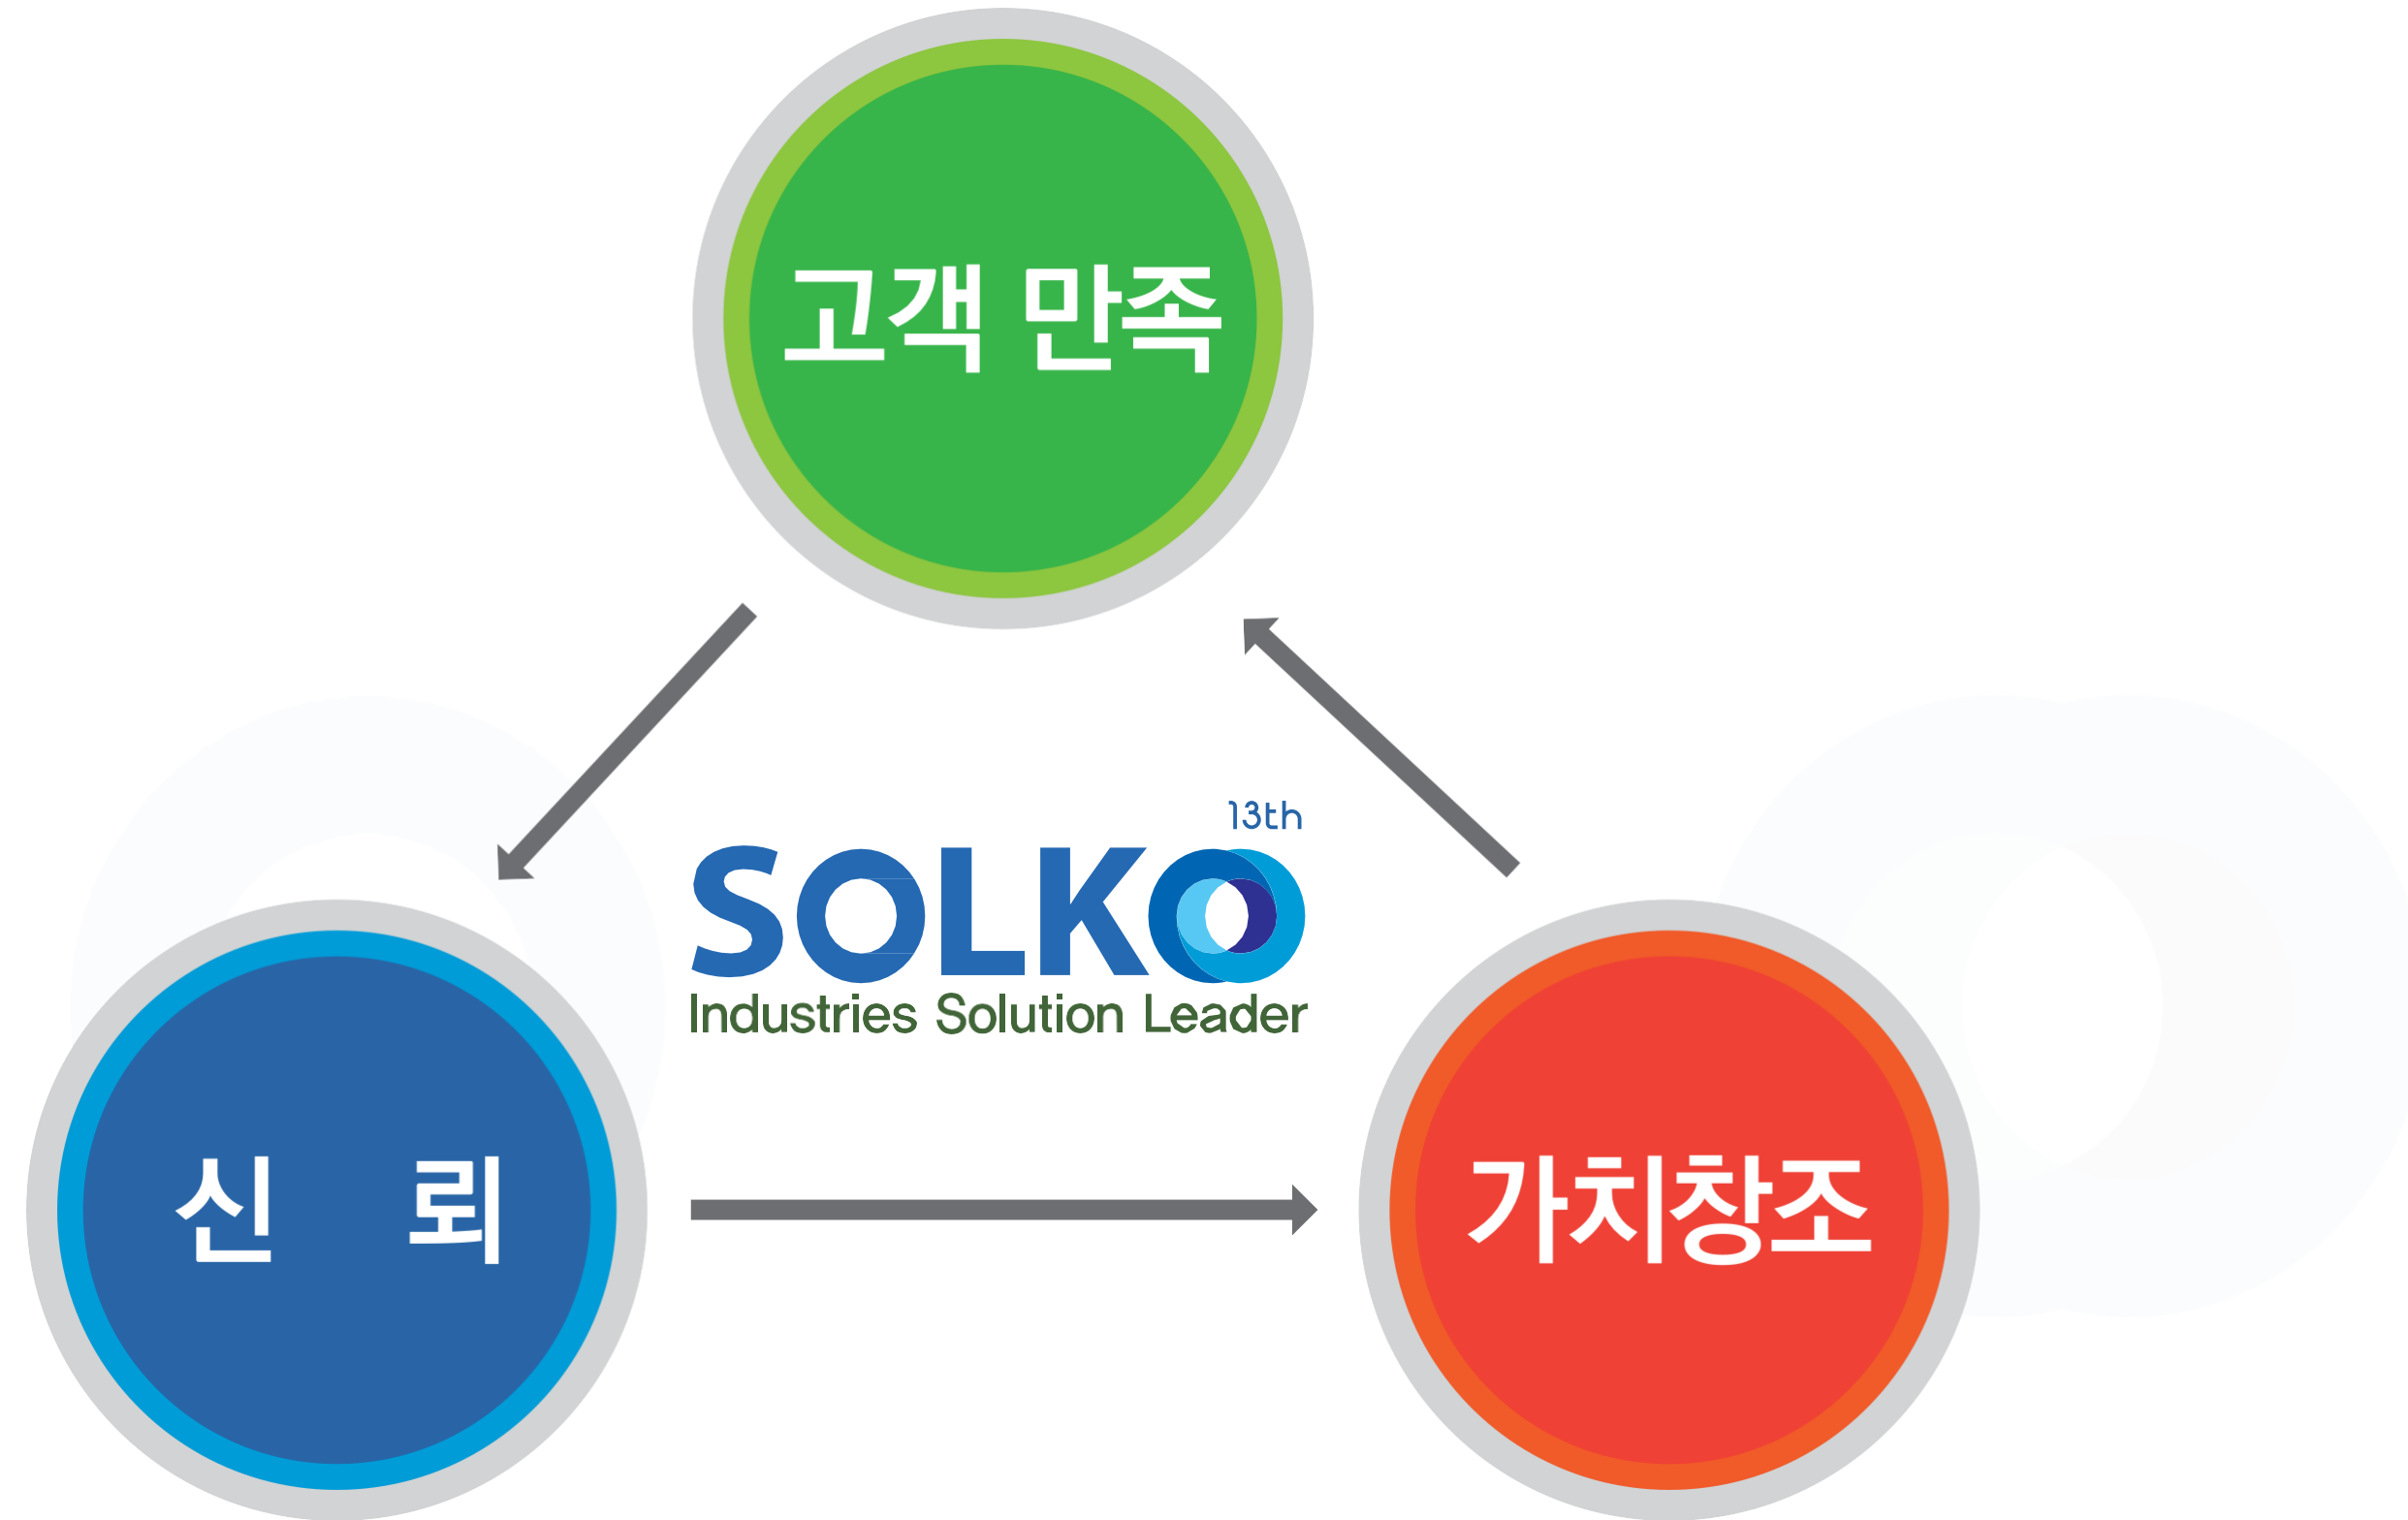 고객 만족
13th
SOLKO
Industries Solution Leader
신 뢰
가치창조